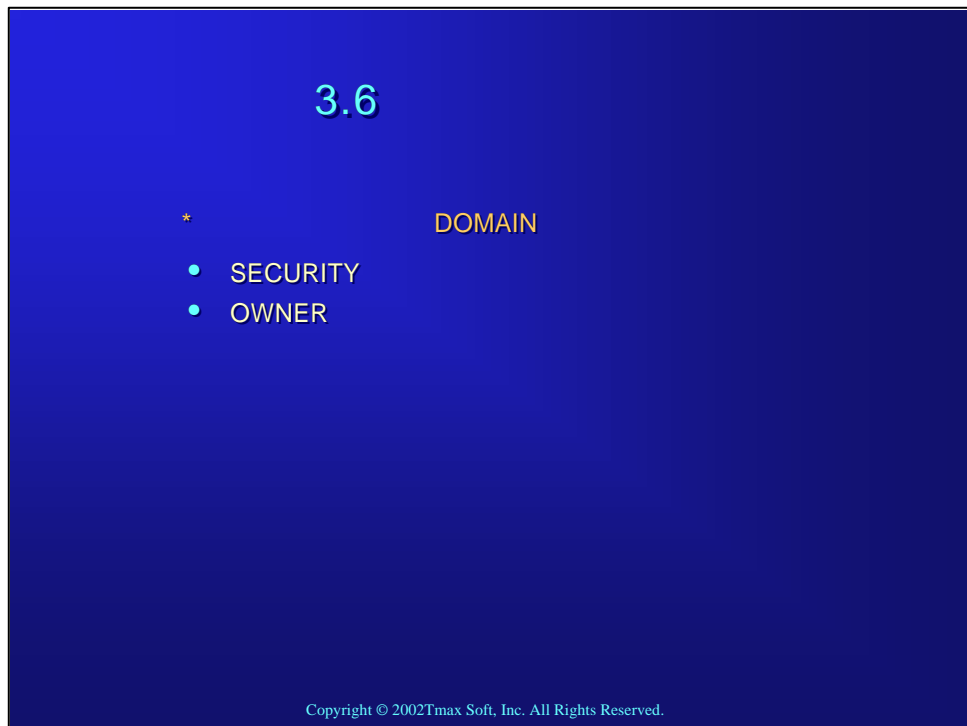 3.6
* DOMAIN
• SECURITY
• OWNER
Copyright © 2002Tmax Soft, Inc. All Rights Reserved.